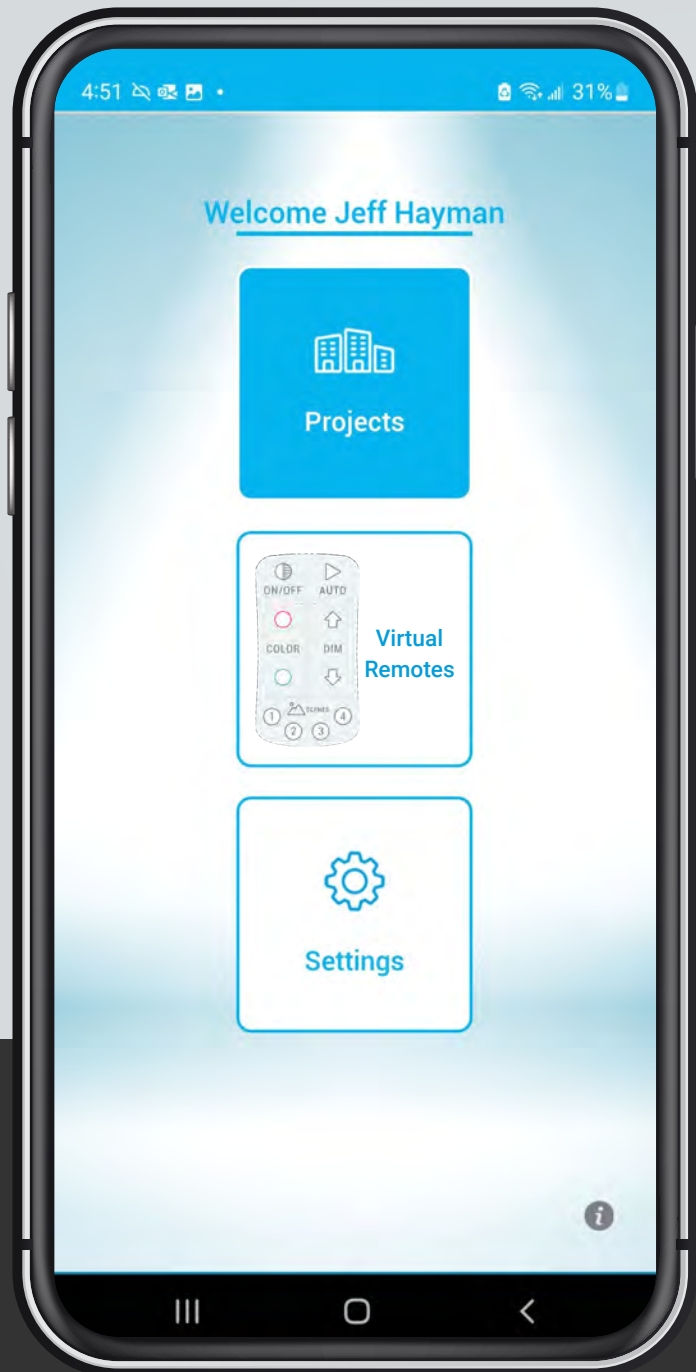 4:51
31%
Welcome Jeff Hayman
Projects
ON/OFF AUTO
COLOR DIM
SCENES
1 4
2 3
Virtual
Remotes
Settings
i